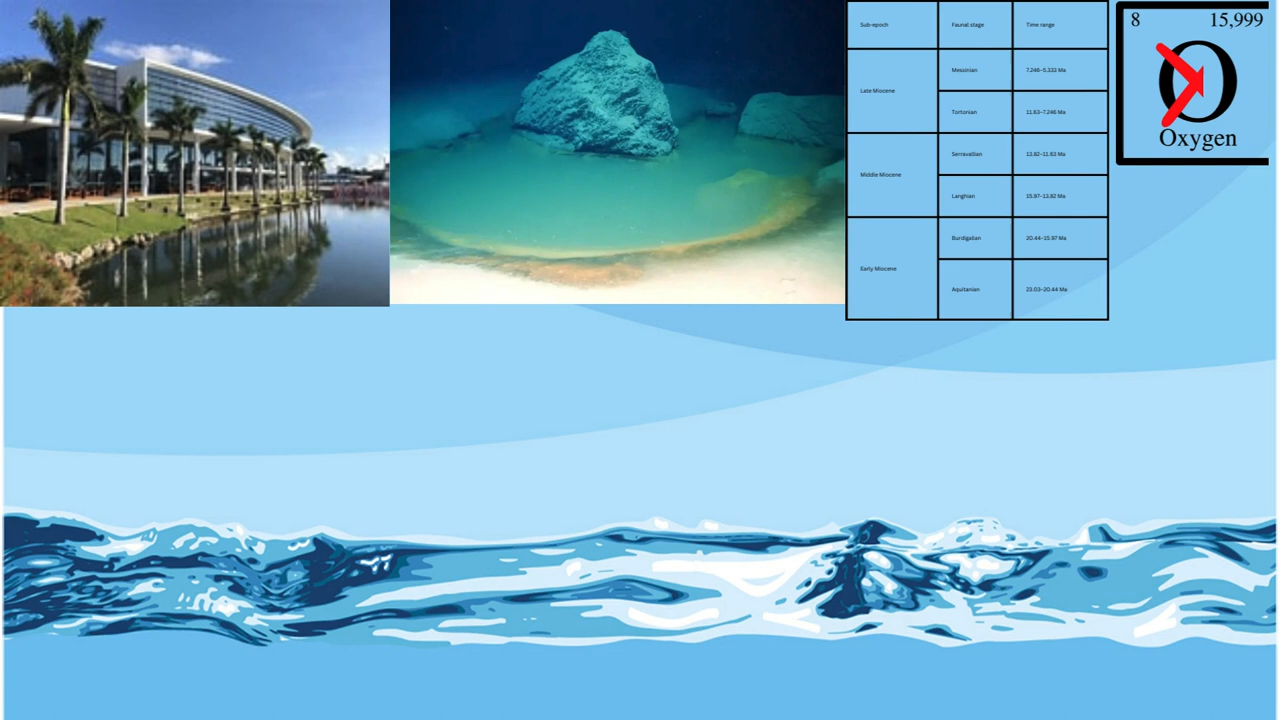 Sub-epoch Faunal stage Time range
Late Miocene
Messinian 7.246–5.333 Ma
Tortonian 11.63–7.246 Ma
Middle Miocene
Serravallian 13.82–11.63 Ma
Langhian 15.97–13.82 Ma
Early Miocene
Burdigalian 20.44–15.97 Ma
Aquitanian 23.03–20.44 Ma
8 15,999
O
Oxygen